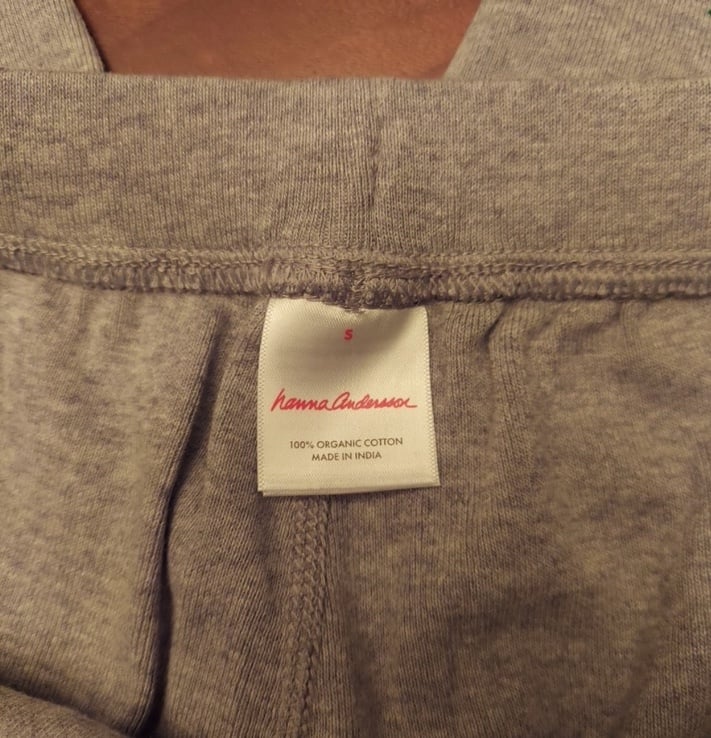 S
hanna Andersson
100% ORGANIC COTTON
MADE IN INDIA